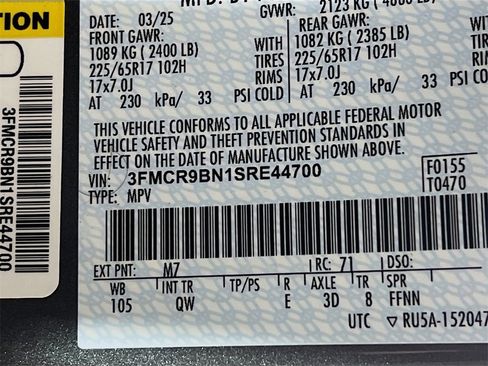 TION
3FMCR9BN1SRE44700
DATE: 03/25 GVWR: 2123 KG
FRONT GAWR: REAR GAWR:
1089 KG ( 2400 LB) WITH 1082 KG ( 2385 LB) WITH
225/65R17 102H TIRES 225/65R17 102H TIRES
17x7.0J RIMS 17x7.0J RIMS
AT 230 kPa/ 33 PSI COLD AT 230 kPa/ 33 PSI COLD
THIS VEHICLE CONFORMS TO ALL APPLICABLE FEDERAL MOTOR
VEHICLE SAFETY AND THEFT PREVENTION STANDARDS IN
EFFECT ON THE DATE OF MANUFACTURE SHOWN ABOVE.
VIN: 3FMCR9BN1SRE44700 F0155
TYPE: MPV T0470
EXT PNT: M7 RC: 71 DSO:
WB INT TR TP/PS R AXLE TR SPR
105 QW E 3D 8 FFNN
UTC ▽ RU5A-152047